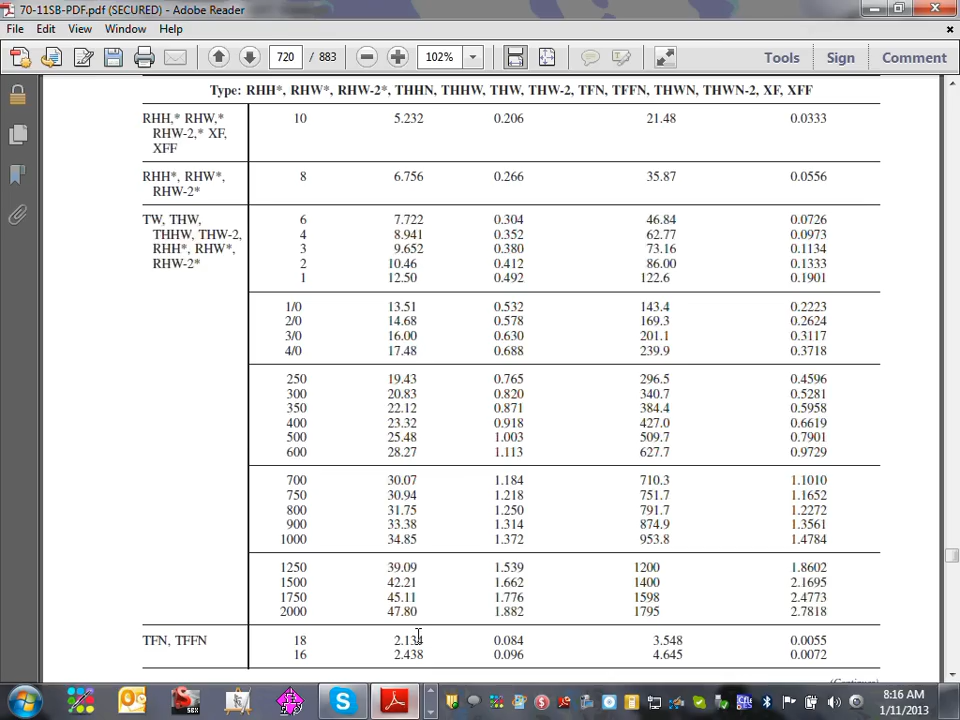 70-11SB-PDF.pdf (SECURED) - Adobe Reader
File Edit View Window Help
720 / 883 102% Tools Sign Comment
Type: RHH*, RHW*, RHW-2*, THHN, THHW, THW, THW-2, TFN, TFFN, THWN, THWN-2, XF, XFF
RHH,* RHW,* 10 5.232 0.206 21.48 0.0333
RHW-2,* XF,
XFF
RHH*, RHW*, 8 6.756 0.266 35.87 0.0556
RHW-2*
TW, THW, 6 7.722 0.304 46.84 0.0726
THHW, THW-2, 4 8.941 0.352 62.77 0.0973
RHH*, RHW*, 3 9.652 0.380 73.16 0.1134
RHW-2* 2 10.46 0.412 86.00 0.1333
1 12.50 0.492 122.6 0.1901
1/0 13.51 0.532 143.4 0.2223
2/0 14.68 0.578 169.3 0.2624
3/0 16.00 0.630 201.1 0.3117
4/0 17.48 0.688 239.9 0.3718
250 19.43 0.765 296.5 0.4596
300 20.83 0.820 340.7 0.5281
350 22.12 0.871 384.4 0.5958
400 23.32 0.918 427.0 0.6619
500 25.48 1.003 509.7 0.7901
600 28.27 1.113 627.7 0.9729
700 30.07 1.184 710.3 1.1010
750 30.94 1.218 751.7 1.1652
800 31.75 1.250 791.7 1.2272
900 33.38 1.314 874.9 1.3561
1000 34.85 1.372 953.8 1.4784
1250 39.09 1.539 1200 1.8602
1500 42.21 1.662 1400 2.1695
1750 45.11 1.776 1598 2.4773
2000 47.80 1.882 1795 2.7818
TFN, TFFN 18 2.134 0.084 3.548 0.0055
16 2.438 0.096 4.645 0.0072
8:16 AM
1/11/2013